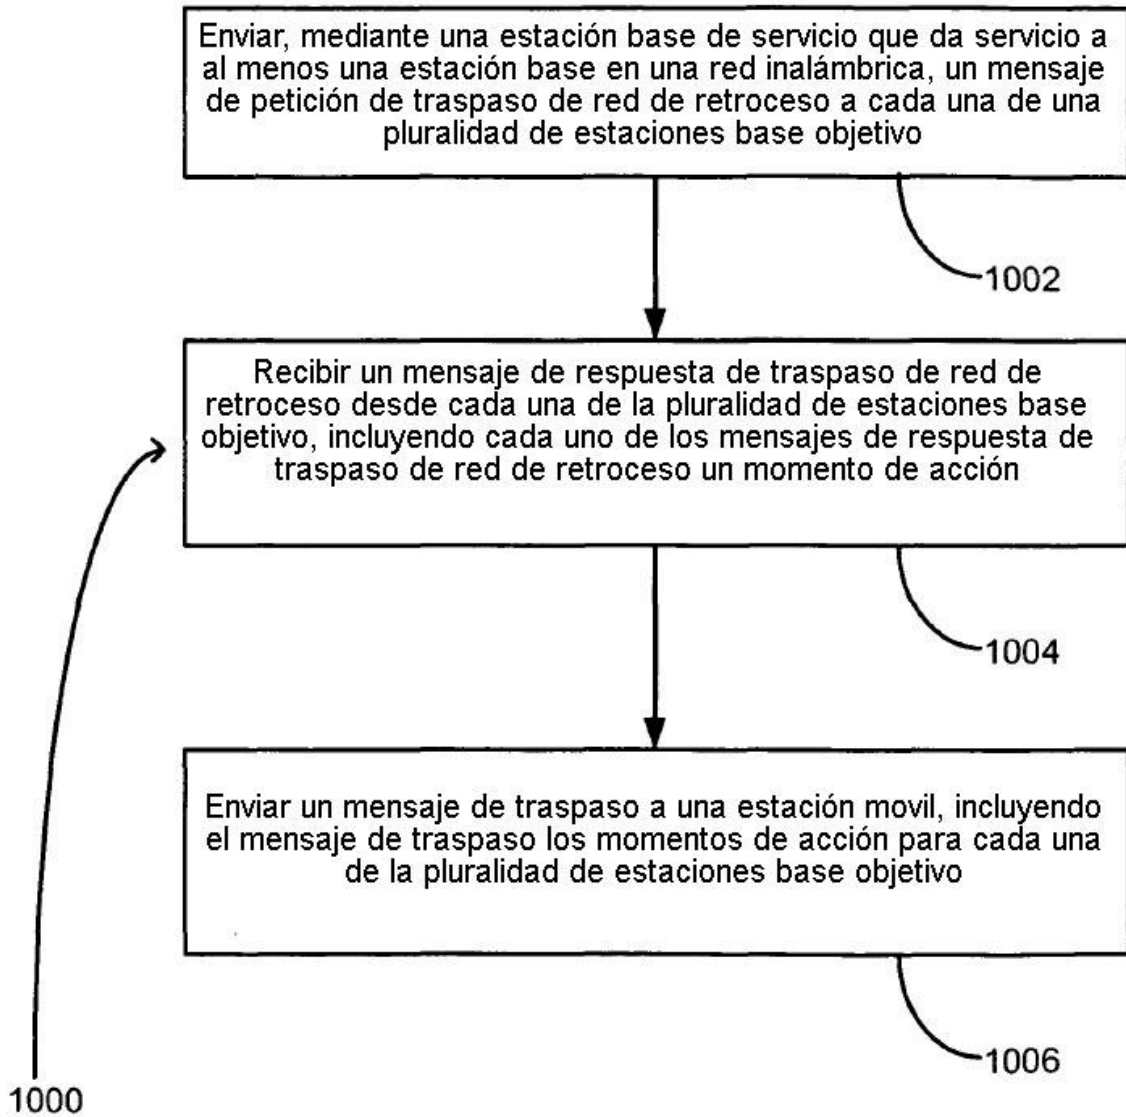 Enviar, mediante una estación base de servicio que da servicio a
al menos una estación base en una red inalámbrica, un mensaje
de petición de traspaso de red de retroceso a cada una de una
pluralidad de estaciones base objetivo
1002
Recibir un mensaje de respuesta de traspaso de red de
retroceso desde cada una de la pluralidad de estaciones base
objetivo, incluyendo cada uno de los mensajes de respuesta de
traspaso de red de retroceso un momento de acción
1004
Enviar un mensaje de traspaso a una estación movil, incluyendo
el mensaje de traspaso los momentos de acción para cada una
de la pluralidad de estaciones base objetivo
1006
1000